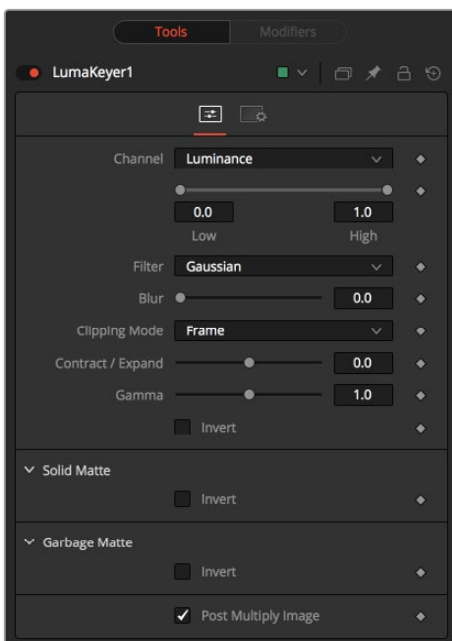 Tools Modifiers
LumaKeyer1
Channel Luminance
0.0 1.0
Low High
Filter Gaussian
Blur 0.0
Clipping Mode Frame
Contract / Expand 0.0
Gamma 1.0
Invert
Solid Matte
Invert
Garbage Matte
Invert
Post Multiply Image